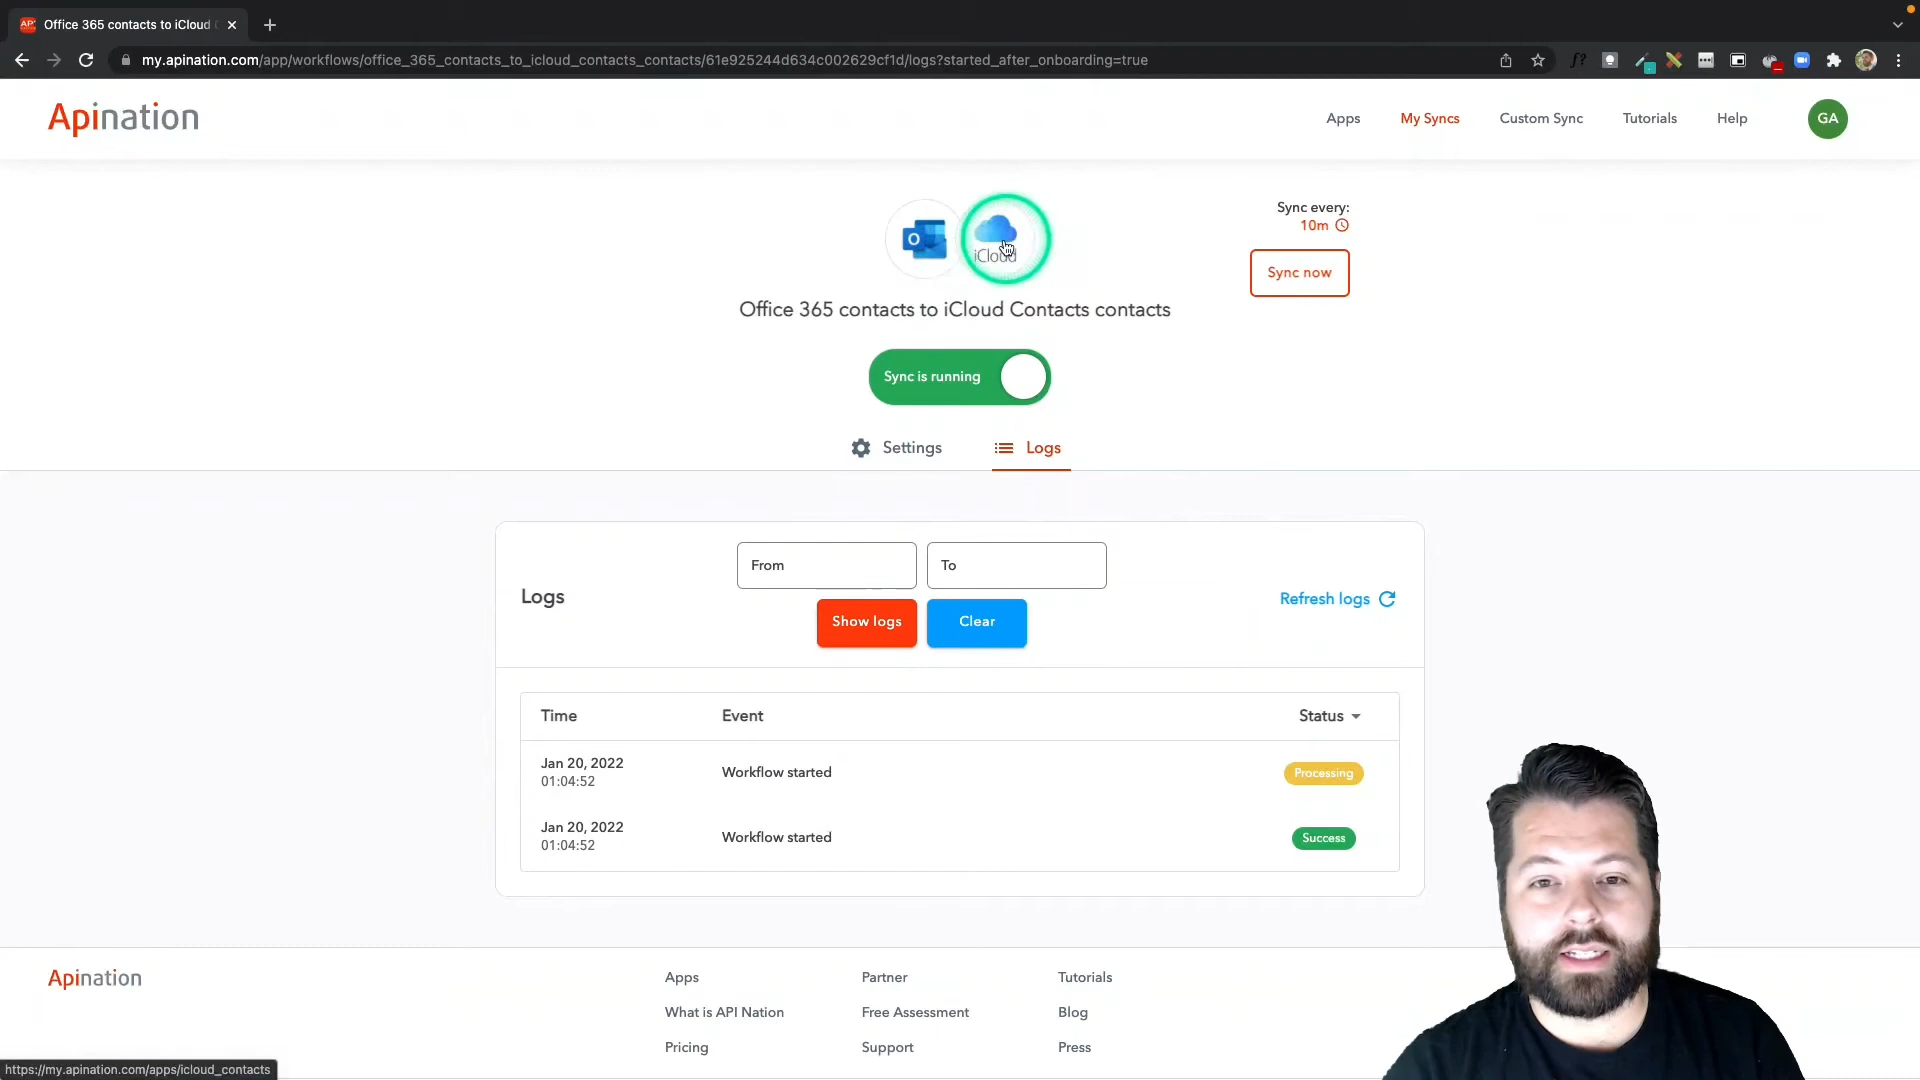 Office 365 contacts to iCloud
my.apination.com/app/workflows/office_365_contacts_to_icloud_contacts_contacts/61e925244d634c002629cf1d/logs?started_after_onboarding=true
Apination
Apps
My Syncs
Custom Sync
Tutorials
Help
GA
iCloud
Sync every:
10m
Sync now
Office 365 contacts to iCloud Contacts contacts
Sync is running
Settings
Logs
Logs
From
To
Show logs
Clear
Refresh logs
Time
Event
Status
Jan 20, 2022
01:04:52
Workflow started
Processing
Jan 20, 2022
01:04:52
Workflow started
Success
Apination
Apps
Partner
Tutorials
What is API Nation
Free Assessment
Blog
Pricing
Support
Press
https://my.apination.com/apps/icloud_contacts